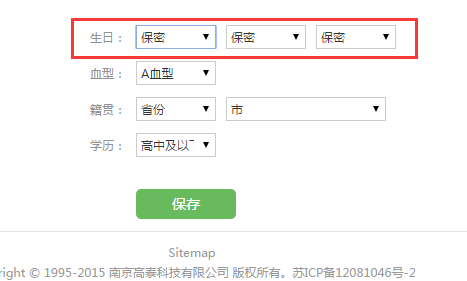 生日： 保密 保密 保密
血型： A血型
籍贯： 省份 市
学历： 高中及以
保存
Sitemap
right © 1995-2015 南京高泰科技有限公司 版权所有。苏ICP备12081046号-2